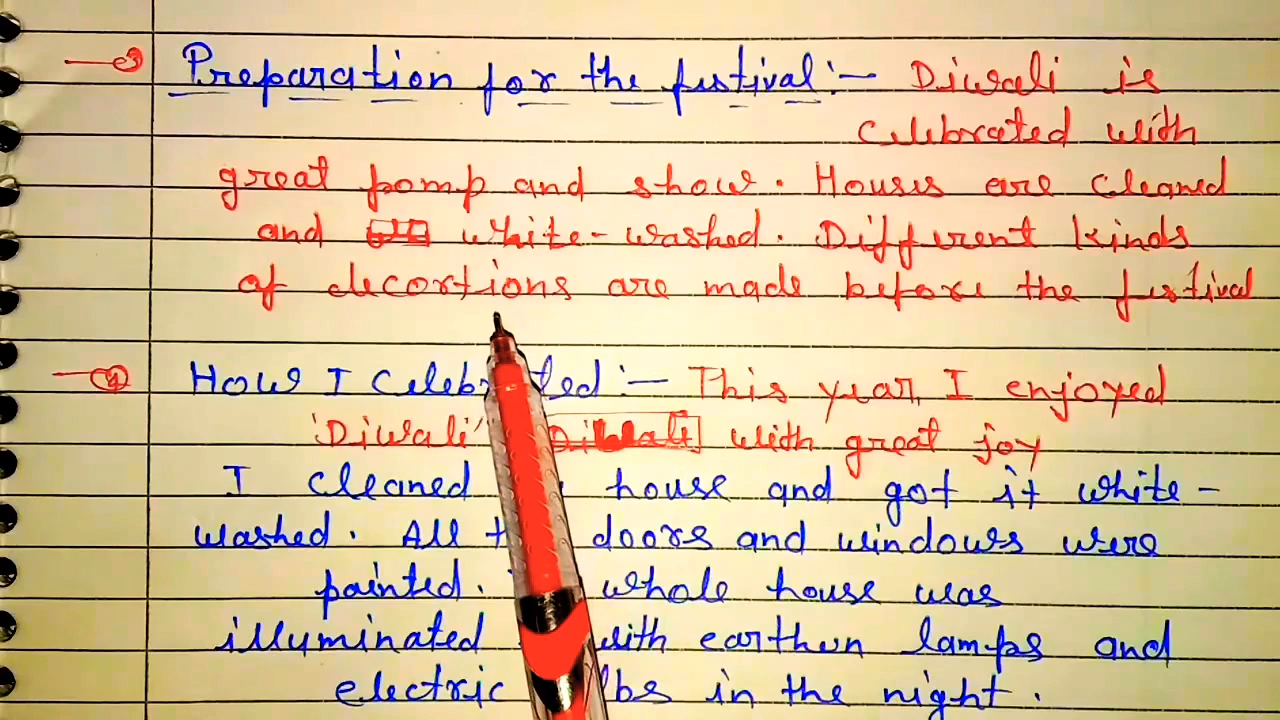 3 Preparation for the festival :- Diwali is
celebrated with
great pomp and show. Houses are cleaned
and white-washed. Different kinds
of decortions are made before the festival
4 How I Celebrated :- This year, I enjoyed
'Diwali' with great joy
I cleaned house and got it white-
washed. All doors and windows were
painted. whole house was
illuminated with earthen lamps and
electric in the night.